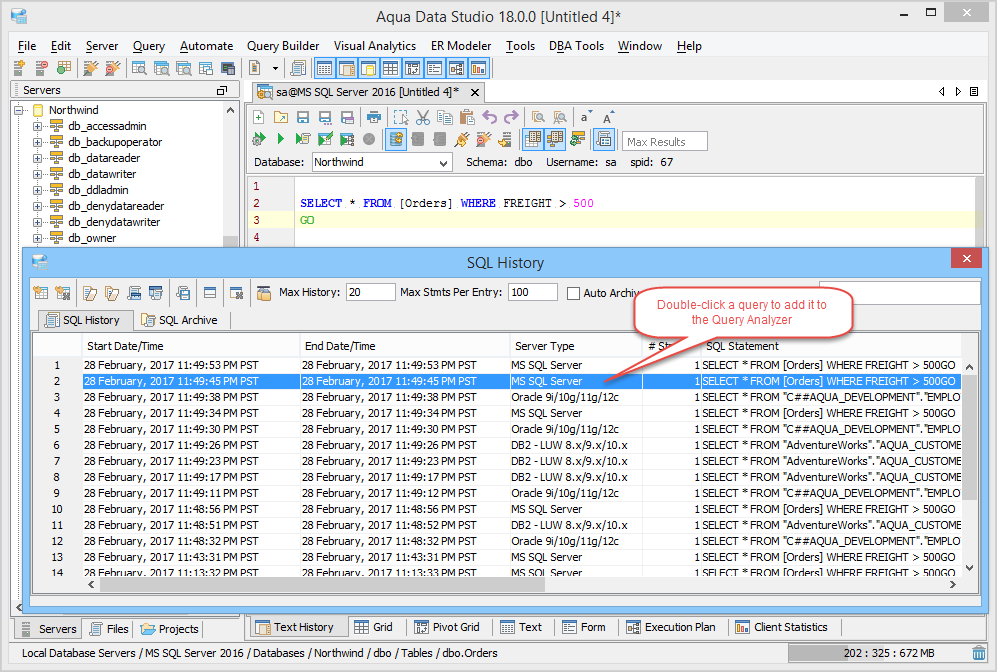 Aqua Data Studio 18.0.0 [Untitled 4]*
File Edit Server Query Automate Query Builder Visual Analytics ER Modeler Tools DBA Tools Window Help
Servers
sa@MS SQL Server 2016 [Untitled 4]*
Northwind
db_accessadmin
db_backupoperator
db_datareader
db_datawriter
db_ddladmin
db_denydatareader
db_denydatawriter
db_owner
Max Results
Database: Northwind Schema: dbo Username: sa spid: 67
1
2 SELECT * FROM [Orders] WHERE FREIGHT > 500
3 GO
4
SQL History
Max History: 20 Max Stmts Per Entry: 100 Auto Archiv
Double-click a query to add it to
the Query Analyzer
SQL History SQL Archive
Start Date/Time End Date/Time Server Type # St SQL Statement
1 28 February, 2017 11:49:53 PM PST 28 February, 2017 11:49:53 PM PST MS SQL Server 1 SELECT * FROM [Orders] WHERE FREIGHT > 500GO
2 28 February, 2017 11:49:45 PM PST 28 February, 2017 11:49:45 PM PST MS SQL Server 1 SELECT * FROM [Orders] WHERE FREIGHT > 500GO
3 28 February, 2017 11:49:38 PM PST 28 February, 2017 11:49:38 PM PST Oracle 9i/10g/11g/12c 1 SELECT * FROM "C##AQUA_DEVELOPMENT"."EMPLO
4 28 February, 2017 11:49:34 PM PST 28 February, 2017 11:49:34 PM PST MS SQL Server 1 SELECT * FROM [Orders] WHERE FREIGHT > 500GO
5 28 February, 2017 11:49:30 PM PST 28 February, 2017 11:49:30 PM PST Oracle 9i/10g/11g/12c 1 SELECT * FROM "C##AQUA_DEVELOPMENT"."EMPLO
6 28 February, 2017 11:49:26 PM PST 28 February, 2017 11:49:26 PM PST DB2 - LUW 8.x/9.x/10.x 1 SELECT * FROM "AdventureWorks"."AQUA_CUSTOME
7 28 February, 2017 11:49:23 PM PST 28 February, 2017 11:49:23 PM PST DB2 - LUW 8.x/9.x/10.x 1 SELECT * FROM "AdventureWorks"."AQUA_CUSTOME
8 28 February, 2017 11:49:17 PM PST 28 February, 2017 11:49:17 PM PST DB2 - LUW 8.x/9.x/10.x 1 SELECT * FROM "AdventureWorks"."AQUA_CUSTOME
9 28 February, 2017 11:49:11 PM PST 28 February, 2017 11:49:12 PM PST Oracle 9i/10g/11g/12c 1 SELECT * FROM "C##AQUA_DEVELOPMENT"."EMPLO
10 28 February, 2017 11:48:56 PM PST 28 February, 2017 11:48:56 PM PST MS SQL Server 1 SELECT * FROM [Orders] WHERE FREIGHT > 500GO
11 28 February, 2017 11:48:51 PM PST 28 February, 2017 11:48:52 PM PST DB2 - LUW 8.x/9.x/10.x 1 SELECT * FROM "AdventureWorks"."AQUA_CUSTOME
12 28 February, 2017 11:48:32 PM PST 28 February, 2017 11:48:32 PM PST Oracle 9i/10g/11g/12c 1 SELECT * FROM "C##AQUA_DEVELOPMENT"."EMPLO
13 28 February, 2017 11:43:31 PM PST 28 February, 2017 11:43:31 PM PST MS SQL Server 1 SELECT * FROM [Orders] WHERE FREIGHT > 500GO
14 28 February, 2017 11:13:32 PM PST 28 February, 2017 11:13:33 PM PST MS SQL Server 1 SELECT * FROM [Orders] WHERE FREIGHT > 500GO
Servers Files Projects Text History Grid Pivot Grid Text Form Execution Plan Client Statistics
Local Database Servers / MS SQL Server 2016 / Databases / Northwind / dbo / Tables / dbo.Orders 202 : 325 : 672 MB